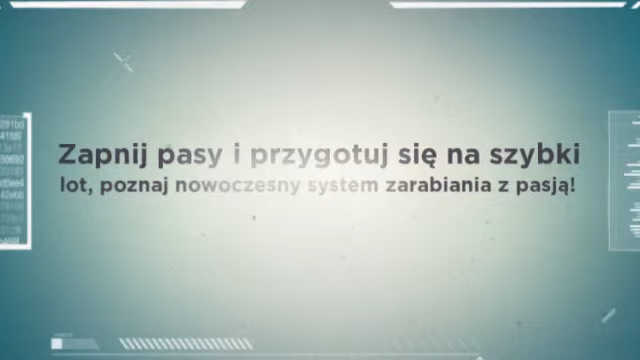 Zapnij pasy i przygotuj się na szybki
lot, poznaj nowoczesny system zarabiania z pasją!